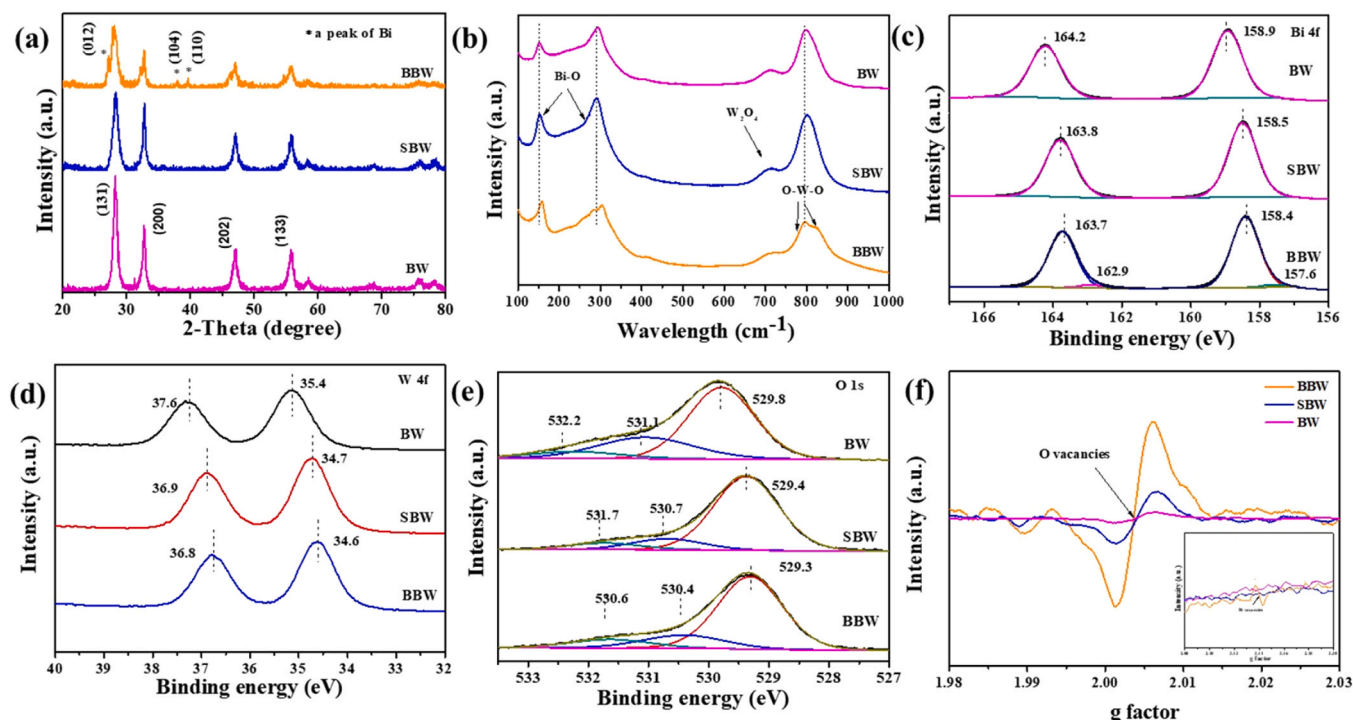 (a)
(012)
(104)
(110)
* a peak of Bi
*
*
*
BBW
SBW
(131)
(200)
(202)
(133)
BW
Intensity (a.u.)
20 30 40 50 60 70 80
2-Theta (degree)
(b)
BW
Bi-O
W₂O₄
SBW
O-W-O
BBW
Intensity (a.u.)
100 200 300 400 500 600 700 800 900 1000
Wavelength (cm⁻¹)
(c)
164.2
158.9
Bi 4f
BW
163.8
158.5
SBW
163.7
158.4
BBW
162.9
157.6
Intensity (a.u.)
166 164 162 160 158 156
Binding energy (eV)
(d)
W 4f
37.6
35.4
BW
36.9
34.7
SBW
36.8
34.6
BBW
Intensity (a.u.)
40 39 38 37 36 35 34 33 32
Binding energy (eV)
(e)
O 1s
532.2
531.1
529.8
BW
531.7
530.7
529.4
SBW
530.6
530.4
529.3
BBW
Intensity (a.u.)
533 532 531 530 529 528 527
Binding energy (eV)
(f)
BBW
SBW
BW
O vacancies
Intensity (a.u.)
Intensity (a.u.)
Bi vacancies
g factor
1.98 1.99 2.00 2.01 2.02 2.03
g factor